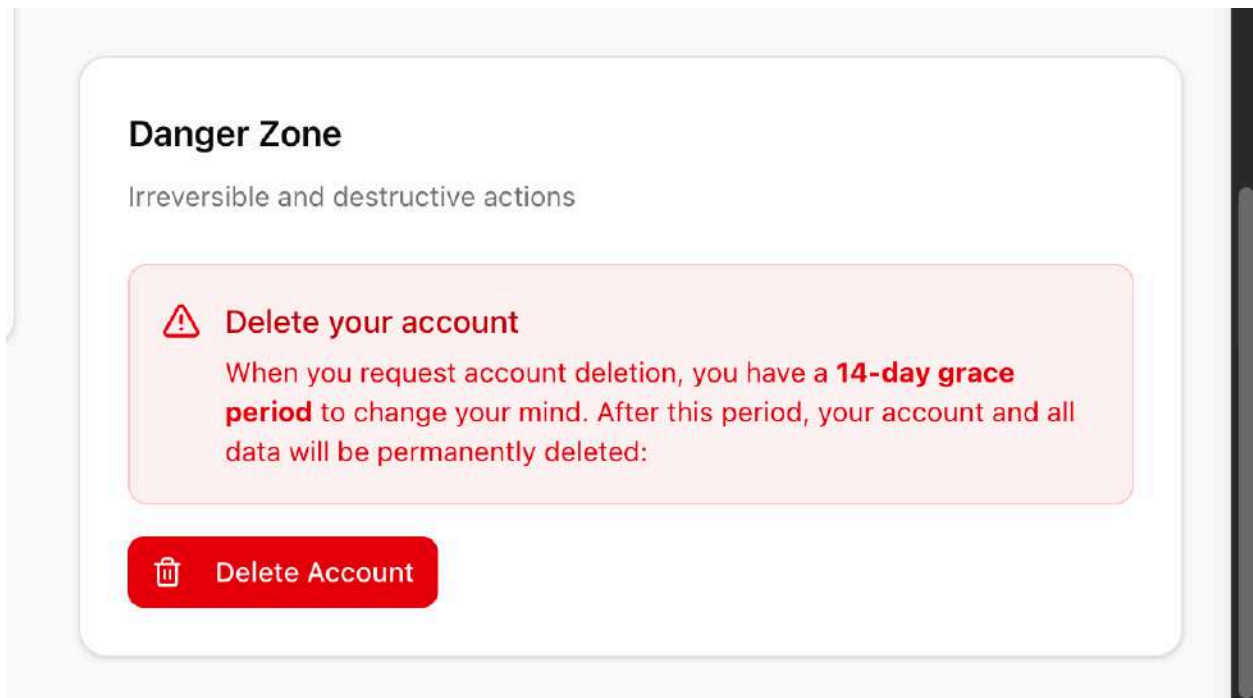 Danger Zone
Irreversible and destructive actions
Delete your account
When you request account deletion, you have a 14-day grace
period to change your mind. After this period, your account and all
data will be permanently deleted:
Delete Account